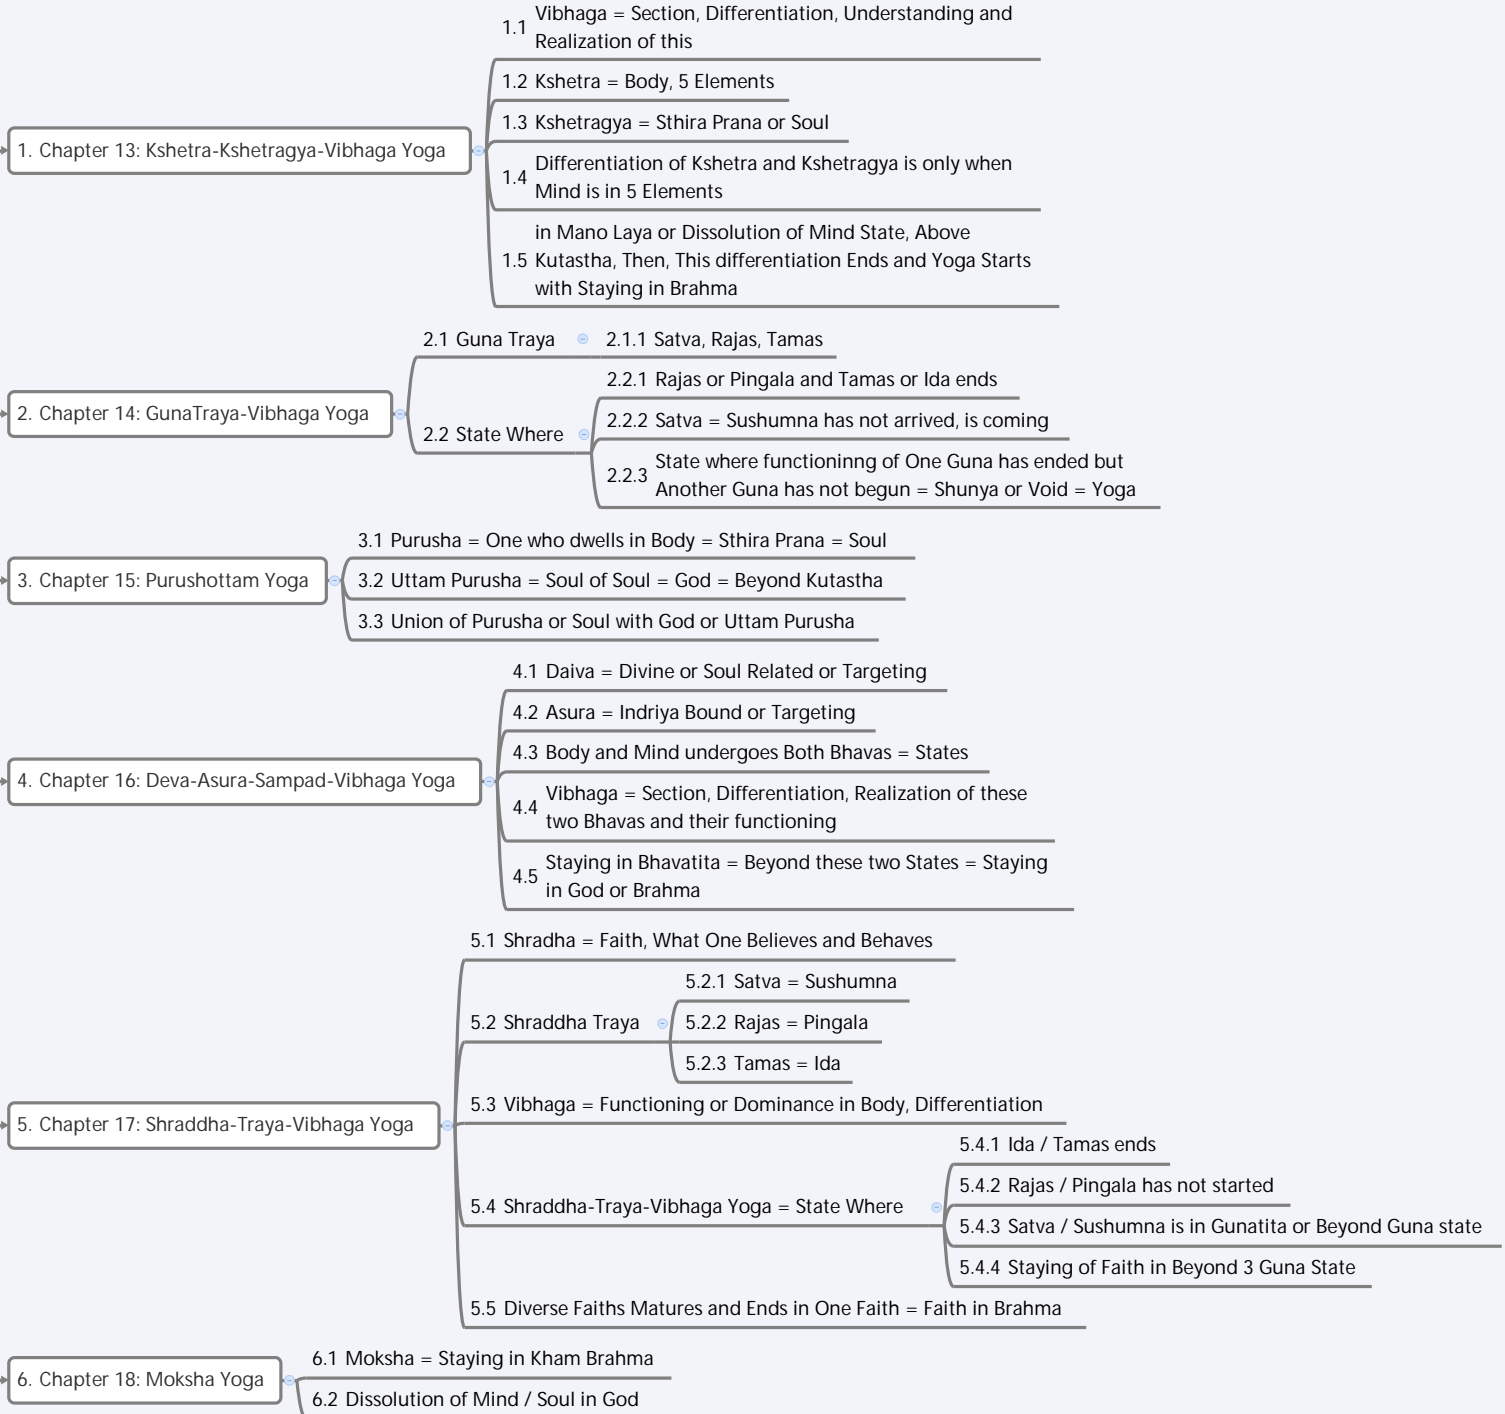 1. Chapter 13: Kshetra-Kshetragya-Vibhaga Yoga
1.1 Vibhaga = Section, Differentiation, Understanding and
Realization of this
1.2 Kshetra = Body, 5 Elements
1.3 Kshetragya = Sthira Prana or Soul
1.4 Differentiation of Kshetra and Kshetragya is only when
Mind is in 5 Elements
1.5 in Mano Laya or Dissolution of Mind State, Above
Kutastha, Then, This differentiation Ends and Yoga Starts
with Staying in Brahma
2. Chapter 14: GunaTraya-Vibhaga Yoga
2.1 Guna Traya
2.1.1 Satva, Rajas, Tamas
2.2 State Where
2.2.1 Rajas or Pingala and Tamas or Ida ends
2.2.2 Satva = Sushumna has not arrived, is coming
2.2.3 State where functioninng of One Guna has ended but
Another Guna has not begun = Shunya or Void = Yoga
3. Chapter 15: Purushottam Yoga
3.1 Purusha = One who dwells in Body = Sthira Prana = Soul
3.2 Uttam Purusha = Soul of Soul = God = Beyond Kutastha
3.3 Union of Purusha or Soul with God or Uttam Purusha
4. Chapter 16: Deva-Asura-Sampad-Vibhaga Yoga
4.1 Daiva = Divine or Soul Related or Targeting
4.2 Asura = Indriya Bound or Targeting
4.3 Body and Mind undergoes Both Bhavas = States
4.4 Vibhaga = Section, Differentiation, Realization of these
two Bhavas and their functioning
4.5 Staying in Bhavatita = Beyond these two States = Staying
in God or Brahma
5. Chapter 17: Shraddha-Traya-Vibhaga Yoga
5.1 Shradha = Faith, What One Believes and Behaves
5.2 Shraddha Traya
5.2.1 Satva = Sushumna
5.2.2 Rajas = Pingala
5.2.3 Tamas = Ida
5.3 Vibhaga = Functioning or Dominance in Body, Differentiation
5.4 Shraddha-Traya-Vibhaga Yoga = State Where
5.4.1 Ida / Tamas ends
5.4.2 Rajas / Pingala has not started
5.4.3 Satva / Sushumna is in Gunatita or Beyond Guna state
5.4.4 Staying of Faith in Beyond 3 Guna State
5.5 Diverse Faiths Matures and Ends in One Faith = Faith in Brahma
6. Chapter 18: Moksha Yoga
6.1 Moksha = Staying in Kham Brahma
6.2 Dissolution of Mind / Soul in God